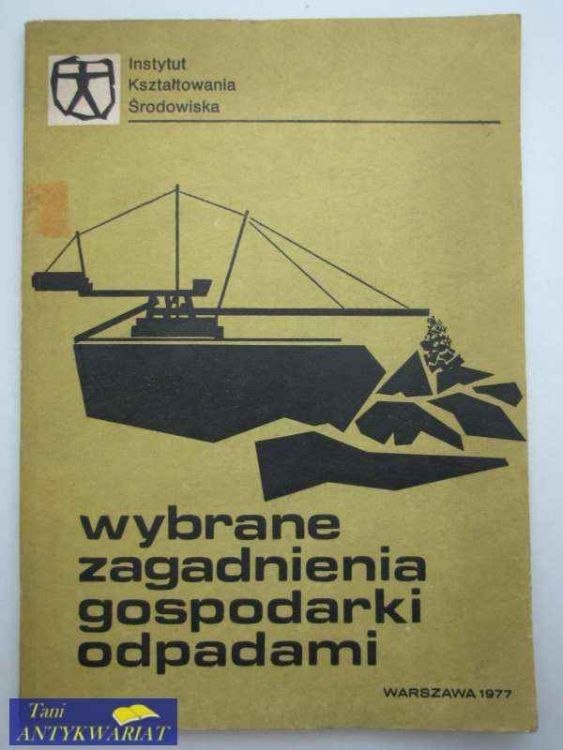 Instytut
Kształtowania
Środowiska
wybrane
zagadnienia
gospodarki
odpadami
WARSZAWA 1977
Tani
ANTYKWARIAT